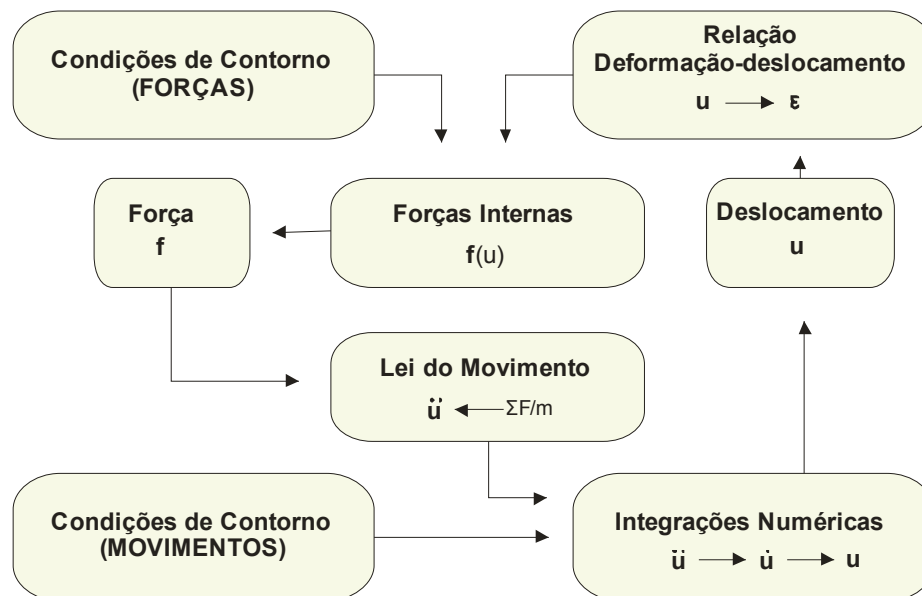 Condições de Contorno
(FORÇAS)
Relação
Deformação-deslocamento
u → ε
Força
f
Forças Internas
f(u)
Deslocamento
u
Lei do Movimento
ü ← ΣF/m
Condições de Contorno
(MOVIMENTOS)
Integrações Numéricas
ü → u̇ → u